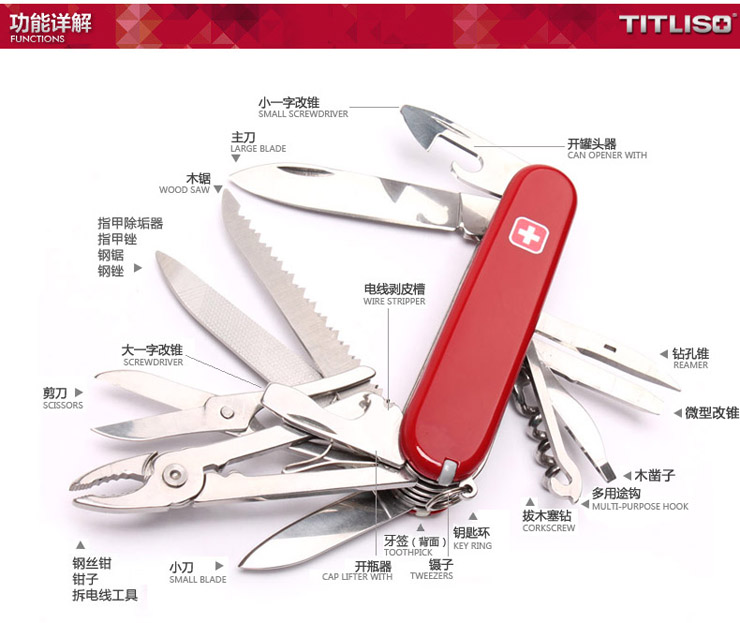 功能详解
FUNCTIONS
TITLISO
小一字改锥
SMALL SCREWDRIVER
主刀
LARGE BLADE
开罐头器
CAN OPENER WITH
木锯
WOOD SAW
指甲除垢器
指甲锉
钢锯
钢锉
电线剥皮槽
WIRE STRIPPER
大一字改锥
SCREWDRIVER
钻孔锥
REAMER
剪刀
SCISSORS
微型改锥
木凿子
多用途钩
MULTI-PURPOSE HOOK
拔木塞钻
CORKSCREW
钥匙环
KEY RING
牙签（背面）
TOOTHPICK
镊子
TWEEZERS
开瓶器
CAP LIFTER WITH
小刀
SMALL BLADE
钢丝钳
钳子
拆电线工具